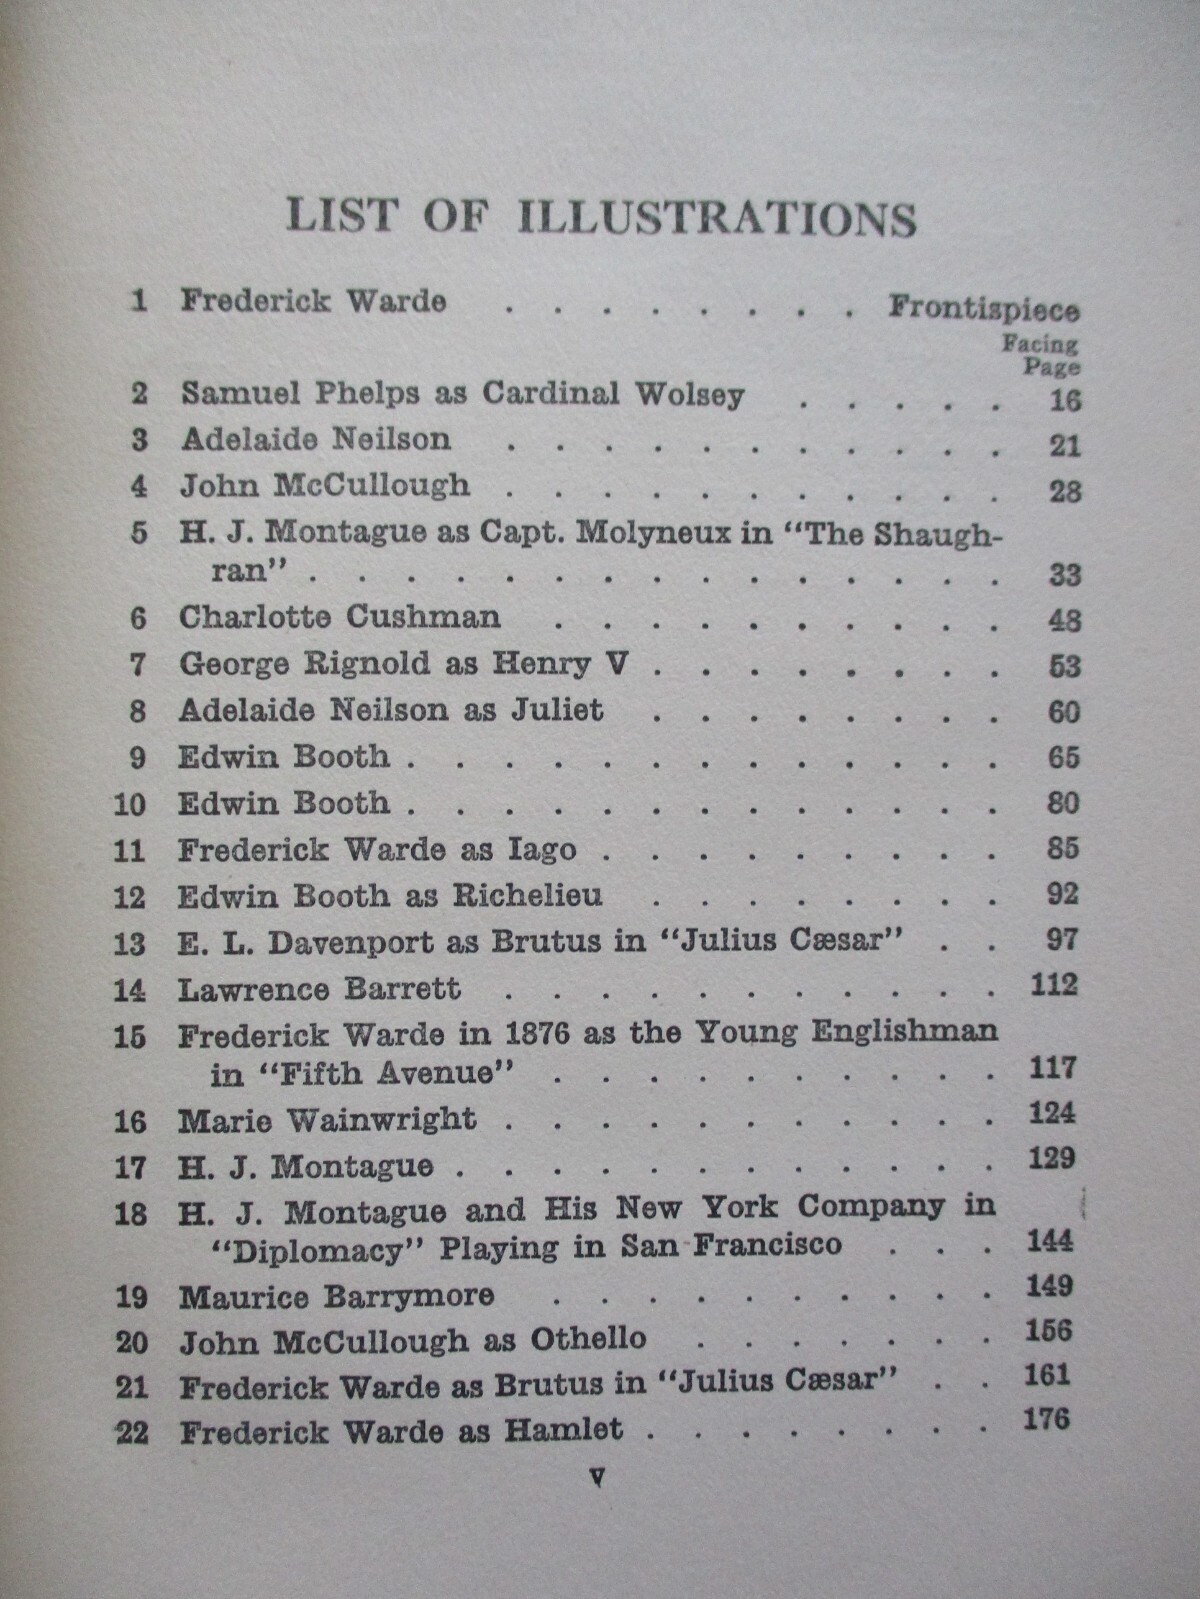 LIST OF ILLUSTRATIONS
1 Frederick Warde . . . . . . . . Frontispiece
Facing
Page
2 Samuel Phelps as Cardinal Wolsey . . . . . 16
3 Adelaide Neilson . . . . . . . . . . . 21
4 John McCullough . . . . . . . . . . . 28
5 H. J. Montague as Capt. Molyneux in “The Shaugh-
ran” . . . . . . . . . . . . . . . 33
6 Charlotte Cushman . . . . . . . . . . 48
7 George Rignold as Henry V . . . . . . . . 53
8 Adelaide Neilson as Juliet . . . . . . . . 60
9 Edwin Booth . . . . . . . . . . . . . 65
10 Edwin Booth . . . . . . . . . . . . . 80
11 Frederick Warde as Iago . . . . . . . . . 85
12 Edwin Booth as Richelieu . . . . . . . . 92
13 E. L. Davenport as Brutus in “Julius Cæsar” . . 97
14 Lawrence Barrett . . . . . . . . . . . 112
15 Frederick Warde in 1876 as the Young Englishman
in “Fifth Avenue” . . . . . . . . . . 117
16 Marie Wainwright . . . . . . . . . . . 124
17 H. J. Montague . . . . . . . . . . . . 129
18 H. J. Montague and His New York Company in
“Diplomacy” Playing in San Francisco . . . 144
19 Maurice Barrymore . . . . . . . . . . 149
20 John McCullough as Othello . . . . . . . 156
21 Frederick Warde as Brutus in “Julius Cæsar” . . 161
22 Frederick Warde as Hamlet . . . . . . . . 176
v